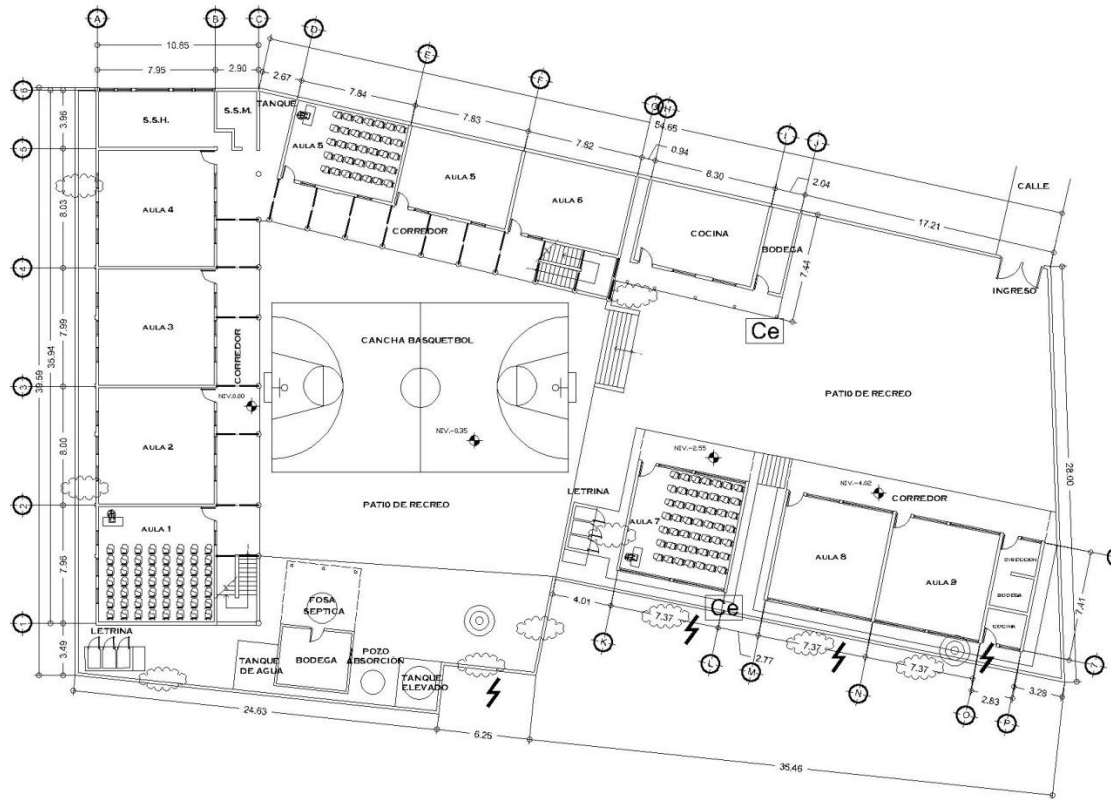 A
B
C
D
E
F
G
H
I
J
10.85
7.95
2.90
2.67
7.84
7.83
7.82
54.65
0.94
6.30
2.04
17.21
CALLE
6
5
4
3
2
1
3.96
8.03
7.99
8.00
7.96
3.49
35.94
39.59
S.S.H.
S.S.M.
TANQUE
AULA 5
AULA 5
AULA 6
COCINA
BODEGA
7.44
INGRESO
AULA 4
CORREDOR
Ce
AULA 3
CORREDOR
CANCHA BASQUETBOL
PATIO DE RECREO
NIV.0.00
NIV.-0.35
AULA 2
28.00
NIV.-2.55
NIV.-4.82
CORREDOR
LETRINA
PATIO DE RECREO
AULA 1
AULA 7
AULA 8
AULA 9
DIRECCION
BODEGA
COCINA
7.41
FOSA
SEPTICA
4.01
7.37
Ce
7.37
7.37
2.77
2.83
3.28
K
L
M
N
O
P
LETRINA
TANQUE
DE AGUA
BODEGA
POZO
ABSORCIÓN
TANQUE
ELEVADO
24.63
6.25
35.46